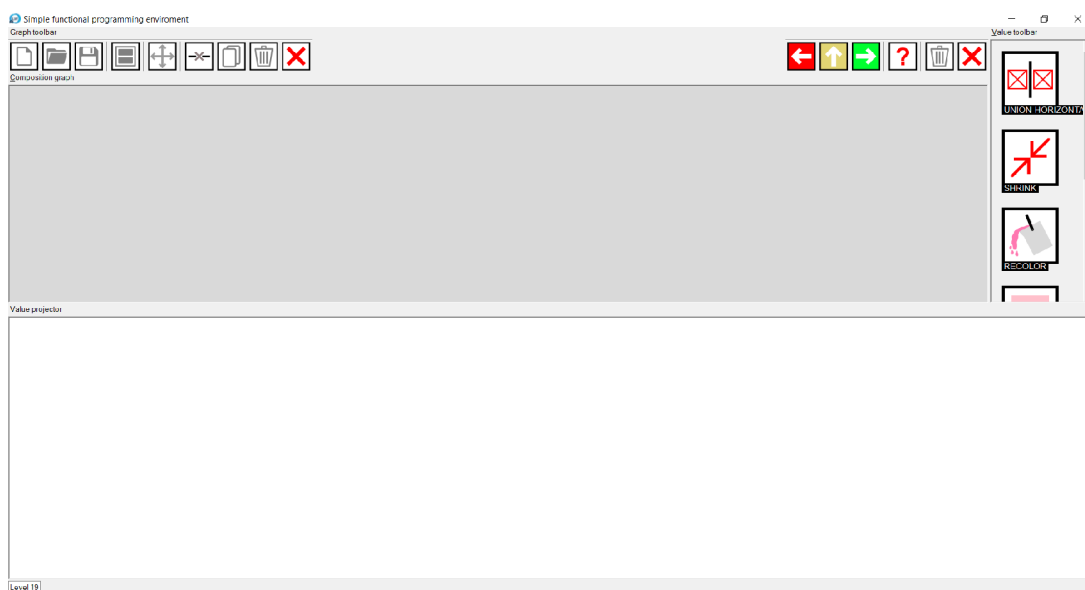 Simple functional programming enviroment
Graph toolbar
Value toolbar
Composition graph
UNION HORIZONTA
SHRINK
RECOLOR
Value projector
Level 19